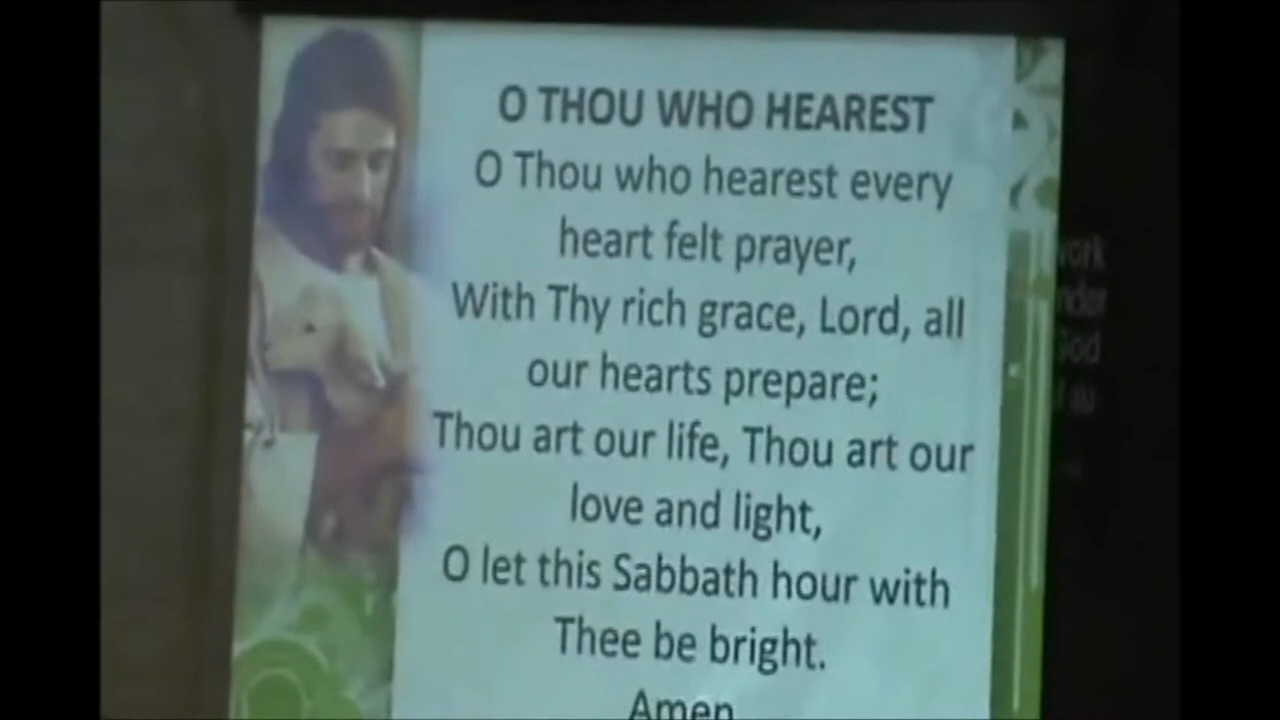 O THOU WHO HEAREST
O Thou who hearest every
heart felt prayer,
With Thy rich grace, Lord, all
our hearts prepare;
Thou art our life, Thou art our
love and light,
O let this Sabbath hour with
Thee be bright.
Amen